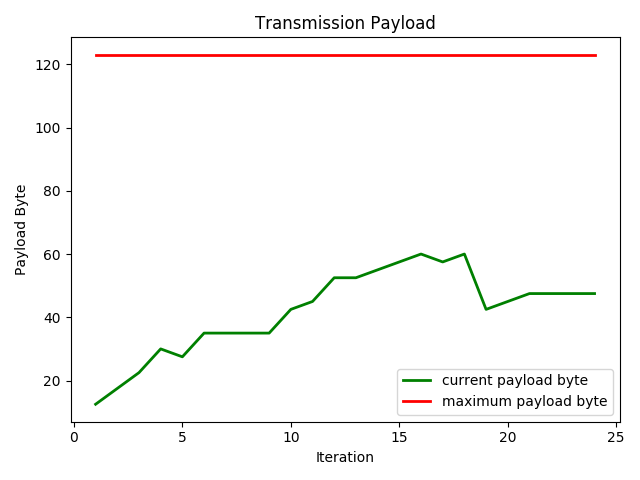 Transmission Payload
120
100
80
60
40
20
Payload Byte
current payload byte
maximum payload byte
0 5 10 15 20 25
Iteration